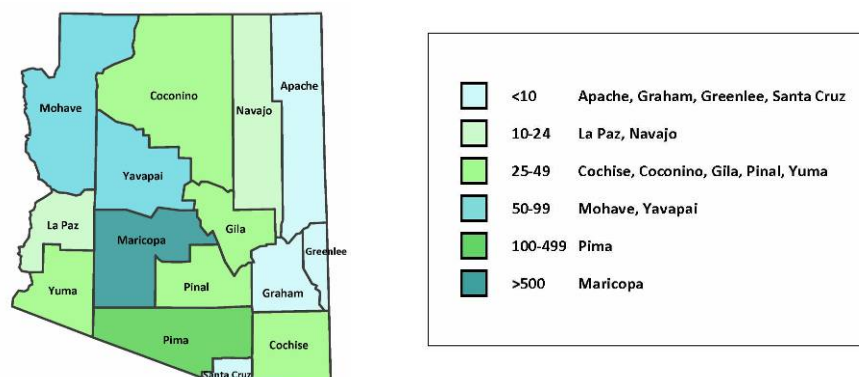 Apache
Coconino
Mohave
Navajo
Yavapai
La Paz
Gila
Maricopa
Greenlee
Yuma
Pinal
Graham
Pima
Cochise
Santa Cruz
<10 Apache, Graham, Greenlee, Santa Cruz
10-24 La Paz, Navajo
25-49 Cochise, Coconino, Gila, Pinal, Yuma
50-99 Mohave, Yavapai
100-499 Pima
>500 Maricopa